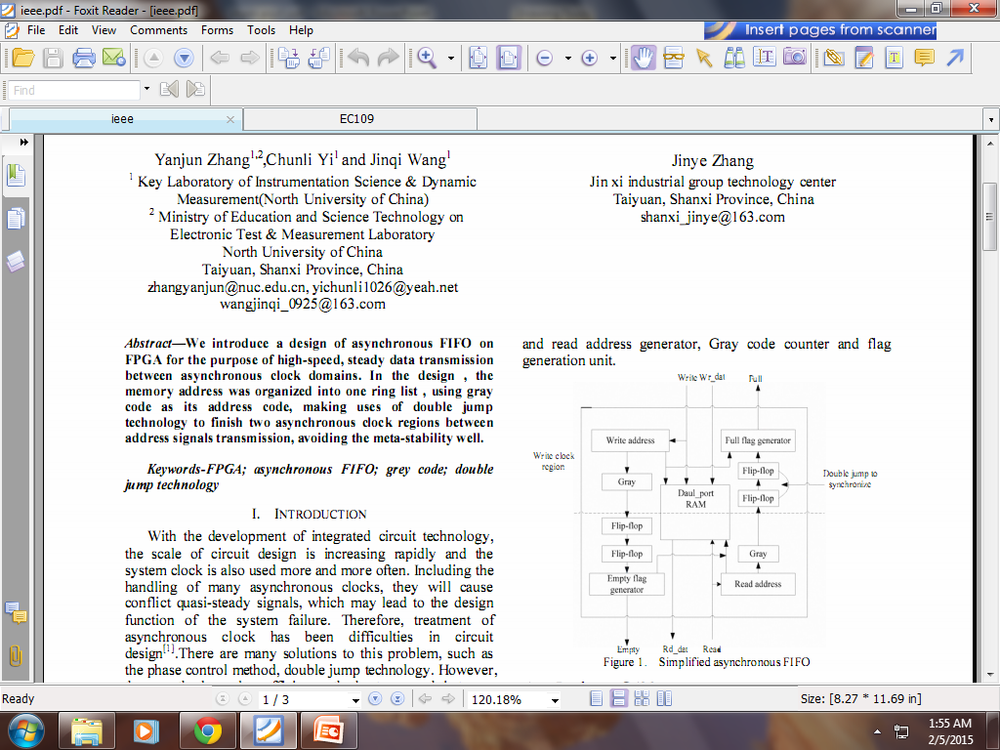 ieee.pdf - Foxit Reader - [ieee.pdf]
File Edit View Comments Forms Tools Help
Insert pages from scanner
Find
ieee
EC109
Yanjun Zhang1,2,Chunli Yi1 and Jinqi Wang1
1 Key Laboratory of Instrumentation Science & Dynamic
Measurement(North University of China)
2 Ministry of Education and Science Technology on
Electronic Test & Measurement Laboratory
North University of China
Taiyuan, Shanxi Province, China
zhangyanjun@nuc.edu.cn, yichunli1026@yeah.net
wangjinqi_0925@163.com
Jinye Zhang
Jin xi industrial group technology center
Taiyuan, Shanxi Province, China
shanxi_jinye@163.com
Abstract—We introduce a design of asynchronous FIFO on
FPGA for the purpose of high-speed, steady data transmission
between asynchronous clock domains. In the design , the
memory address was organized into one ring list , using gray
code as its address code, making uses of double jump
technology to finish two asynchronous clock regions between
address signals transmission, avoiding the meta-stability well.
Keywords-FPGA; asynchronous FIFO; grey code; double
jump technology
I. INTRODUCTION
With the development of integrated circuit technology,
the scale of circuit design is increasing rapidly and the
system clock is also used more and more often. Including the
handling of many asynchronous clocks, they will cause
conflict quasi-steady signals, which may lead to the design
function of the system failure. Therefore, treatment of
asynchronous clock has been difficulties in circuit
design[1].There are many solutions to this problem, such as
the phase control method, double jump technology. However,
and read address generator, Gray code counter and flag
generation unit.
Write Wr_dat Full
Write address
Full flag generator
Write clock
region
Gray
Flip-flop
Double jump to
synchronize
Daul_port
RAM
Flip-flop
Flip-flop
Flip-flop
Gray
Empty flag
generator
Read address
Empty Rd_dat Read
Figure 1. Simplified asynchronous FIFO
Ready
1 / 3
120.18%
Size: [8.27 * 11.69 in]
1:55 AM
2/5/2015